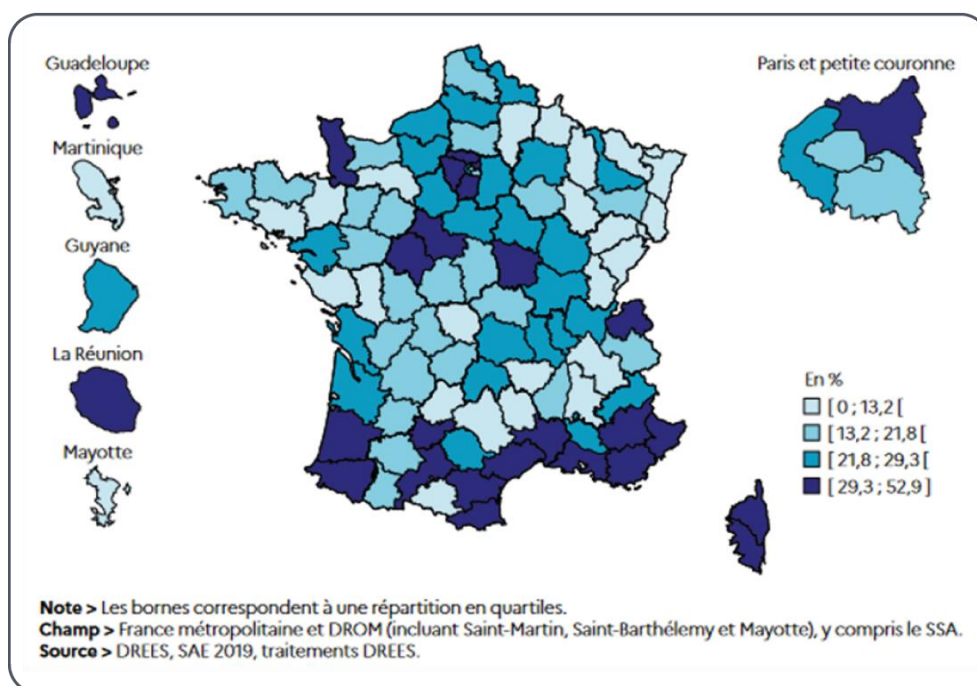 Guadeloupe
Martinique
Guyane
La Réunion
Mayotte
Paris et petite couronne
En %
[ 0 ; 13,2 [
[ 13,2 ; 21,8 [
[ 21,8 ; 29,3 [
[ 29,3 ; 52,9 ]
Note > Les bornes correspondent à une répartition en quartiles.
Champ > France métropolitaine et DROM (incluant Saint-Martin, Saint-Barthélemy et Mayotte), y compris le SSA.
Source > DREES, SAE 2019, traitements DREES.